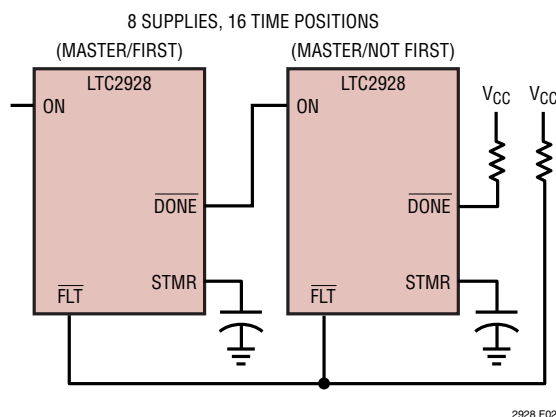 8 SUPPLIES, 16 TIME POSITIONS
(MASTER/FIRST) (MASTER/NOT FIRST)
LTC2928 LTC2928
VCC VCC
ON ON
DONE DONE
STMR STMR
FLT FLT
2928 F02